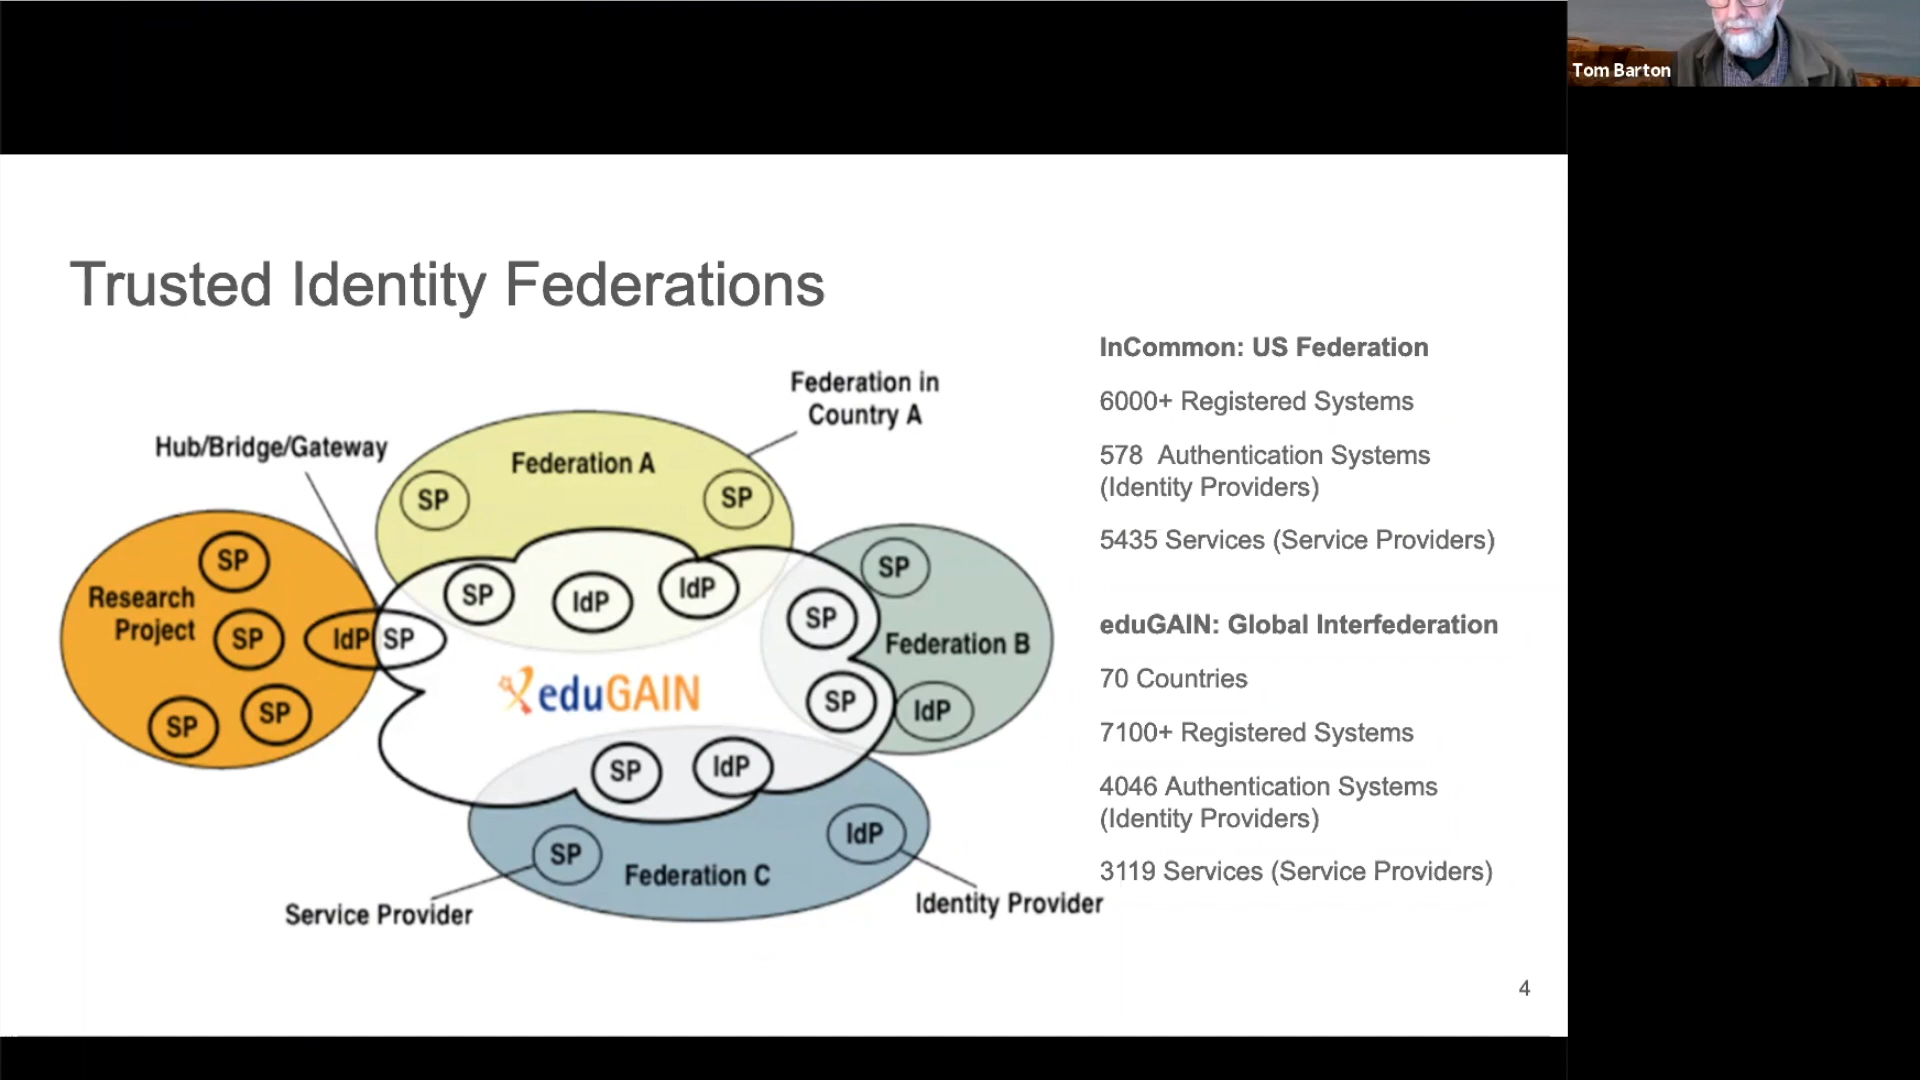 Tom Barton
Trusted Identity Federations
Federation in
Country A
Hub/Bridge/Gateway
Federation A
SP
SP
SP
IdP
IdP
Research
Project
SP
SP
SP
SP
IdP
SP
SP
SP
SP
Federation B
IdP
eduGAIN
SP
IdP
SP
Federation C
IdP
Service Provider
Identity Provider
InCommon: US Federation
6000+ Registered Systems
578 Authentication Systems
(Identity Providers)
5435 Services (Service Providers)
eduGAIN: Global Interfederation
70 Countries
7100+ Registered Systems
4046 Authentication Systems
(Identity Providers)
3119 Services (Service Providers)
4